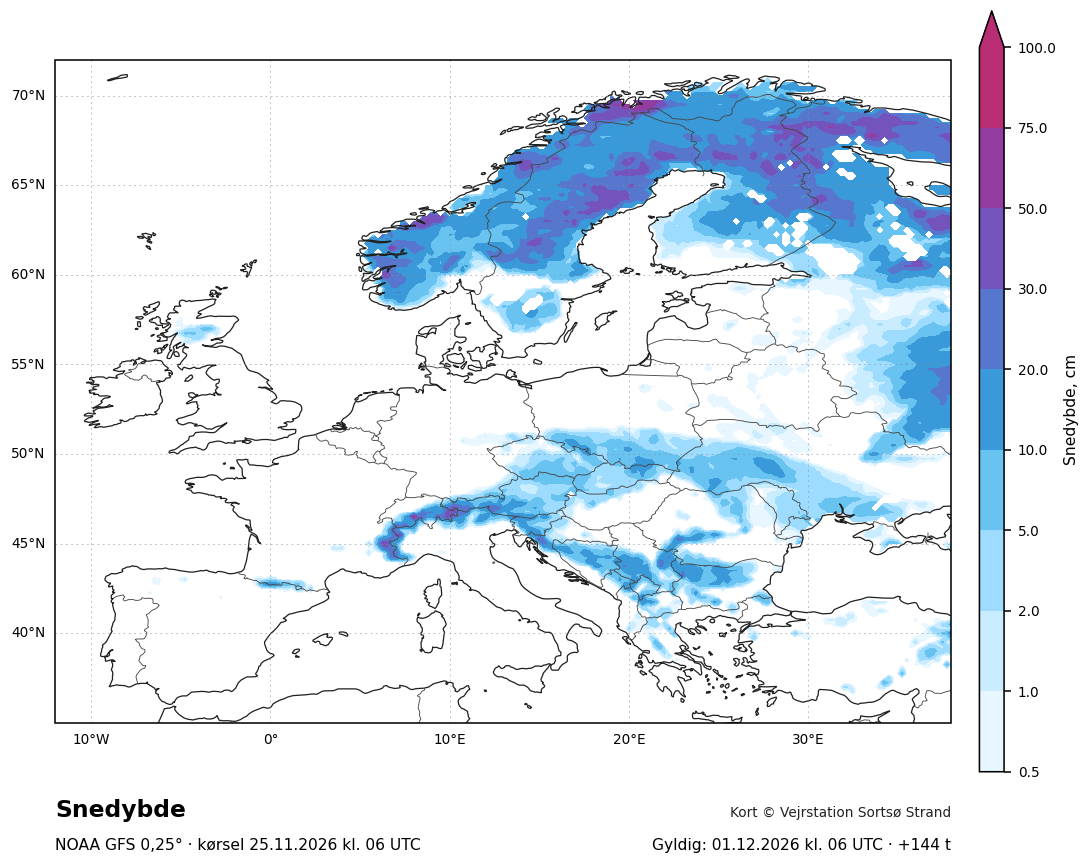 70°N
65°N
60°N
55°N
50°N
45°N
40°N
10°W
0°
10°E
20°E
30°E
100.0
75.0
50.0
30.0
20.0
10.0
5.0
2.0
1.0
0.5
Snedybde, cm
Snedybde
Kort © Vejrstation Sortsø Strand
NOAA GFS 0,25° · kørsel 25.11.2026 kl. 06 UTC
Gyldig: 01.12.2026 kl. 06 UTC · +144 t